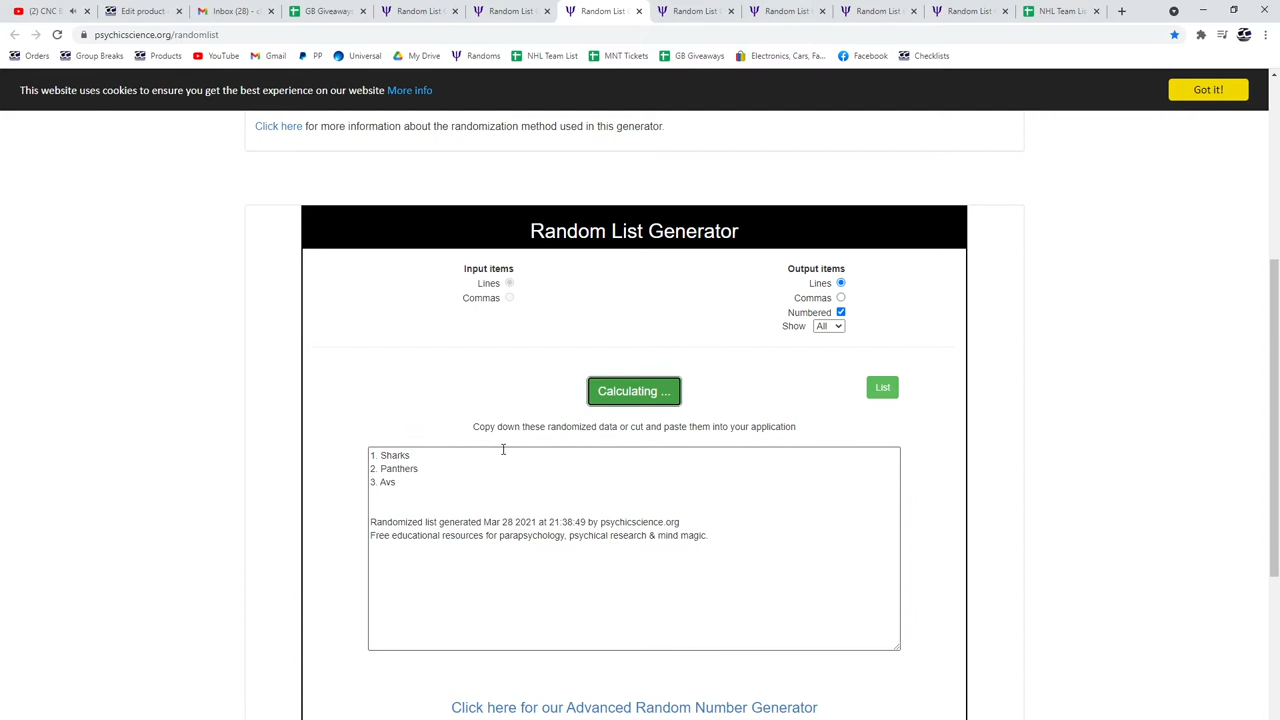 (2) CNC B
Edit product
Inbox (28) - c
GB Giveaways
Random List G
Random List G
Random List G
Random List G
Random List G
Random List G
Random List G
NHL Team Lis
psychicscience.org/randomlist
Orders
Group Breaks
Products
YouTube
Gmail
PP
Universal
My Drive
Randoms
NHL Team List
MNT Tickets
GB Giveaways
Electronics, Cars, Fa...
Facebook
Checklists
This website uses cookies to ensure you get the best experience on our website More info
Got it!
Click here for more information about the randomization method used in this generator.
Random List Generator
Input items
Output items
Lines
Lines
Commas
Commas
Numbered
Show All
Calculating ...
List
Copy down these randomized data or cut and paste them into your application
1. Sharks
2. Panthers
3. Avs
Randomized list generated Mar 28 2021 at 21:38:49 by psychicscience.org
Free educational resources for parapsychology, psychical research & mind magic.
Click here for our Advanced Random Number Generator